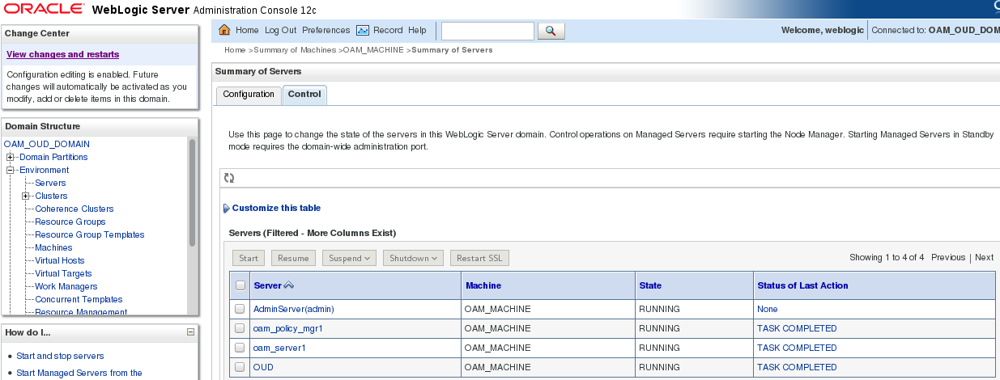 ORACLE WebLogic Server Administration Console 12c
Change Center
View changes and restarts
Configuration editing is enabled. Future
changes will automatically be activated as you
modify, add or delete items in this domain.
Domain Structure
OAM_OUD_DOMAIN
Domain Partitions
Environment
Servers
Clusters
Coherence Clusters
Resource Groups
Resource Group Templates
Machines
Virtual Hosts
Virtual Targets
Work Managers
Concurrent Templates
Resource Management
How do I...
Start and stop servers
Start Managed Servers from the
Home Log Out Preferences Record Help
Welcome, weblogic Connected to: OAM_OUD_DOM
Home >Summary of Machines >OAM_MACHINE >Summary of Servers
Summary of Servers
Configuration Control
Use this page to change the state of the servers in this WebLogic Server domain. Control operations on Managed Servers require starting the Node Manager. Starting Managed Servers in Standby
mode requires the domain-wide administration port.
Customize this table
Servers (Filtered - More Columns Exist)
Start Resume Suspend Shutdown Restart SSL Showing 1 to 4 of 4 Previous | Next
Server Machine State Status of Last Action
AdminServer(admin) OAM_MACHINE RUNNING None
oam_policy_mgr1 OAM_MACHINE RUNNING TASK COMPLETED
oam_server1 OAM_MACHINE RUNNING TASK COMPLETED
OUD OAM_MACHINE RUNNING TASK COMPLETED